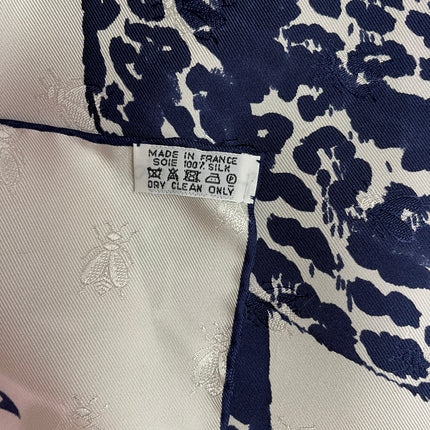 MADE IN FRANCE
SOIE 100% SILK
DRY CLEAN ONLY